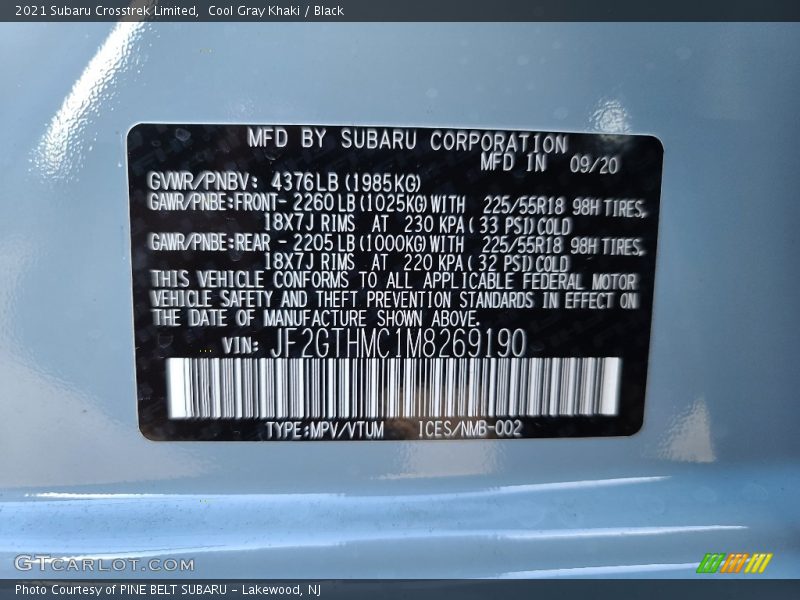 2021 Subaru Crosstrek Limited, Cool Gray Khaki / Black
MFD BY SUBARU CORPORATION
MFD IN 09/20
GVWR/PNBV: 4376LB (1985KG)
GAWR/PNBE:FRONT- 2260LB (1025KG) WITH 225/55R18 98H TIRES,
18X7J RIMS AT 230 KPA ( 33 PSI) COLD
GAWR/PNBE:REAR - 2205LB (1000KG) WITH 225/55R18 98H TIRES,
18X7J RIMS AT 220 KPA ( 32 PSI) COLD
THIS VEHICLE CONFORMS TO ALL APPLICABLE FEDERAL MOTOR
VEHICLE SAFETY AND THEFT PREVENTION STANDARDS IN EFFECT ON
THE DATE OF MANUFACTURE SHOWN ABOVE.
VIN: JF2GTHMC1M8269190
TYPE:MPV/VTUM ICES/NMB-002
GTCARLOT.COM
Photo Courtesy of PINE BELT SUBARU - Lakewood, NJ